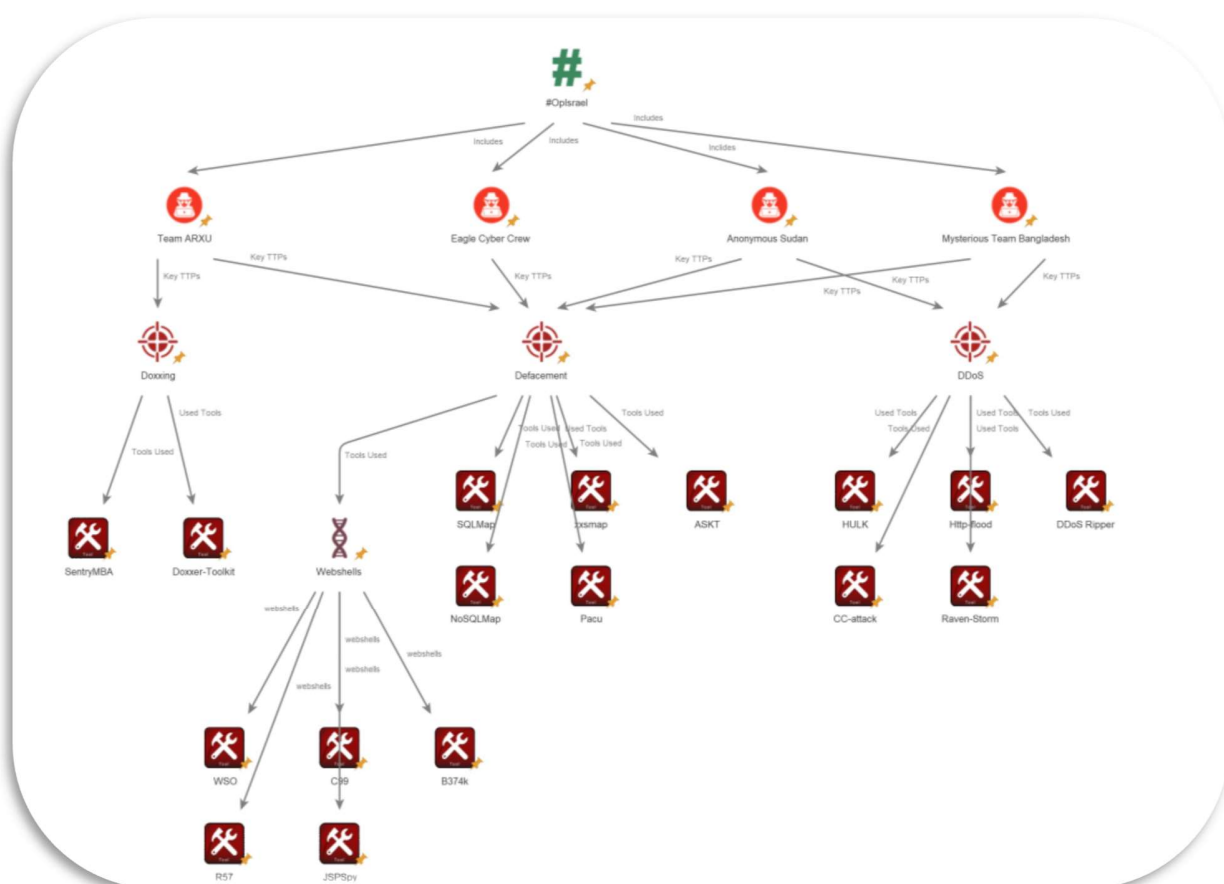 #OpIsrael
Includes
Includes
Includes
Inclides
Team ARXU
Eagle Cyber Crew
Anonymous Sudan
Mysterious Team Bangladesh
Key TTPs
Key TTPs
Key TTPs
Key TTPs
Key TTPs
Key TTPs
Key TTPs
Doxxing
Defacement
DDoS
Used Tools
Tools Used
Tools Used
Tools Used
Used Tools
Tools Used
Tools Used
Tools Used
Used Tools
Tools Used
Used Tools
Used Tools
Tools Used
SQLMap
xxsmap
ASKT
HULK
Http-flood
DDoS Ripper
SentryMBA
Doxxer-Toolkit
Webshells
NoSQLMap
Pacu
CC-attack
Raven-Storm
webshells
webshells
webshells
webshells
webshells
WSO
C99
B374k
R57
JSPSpy